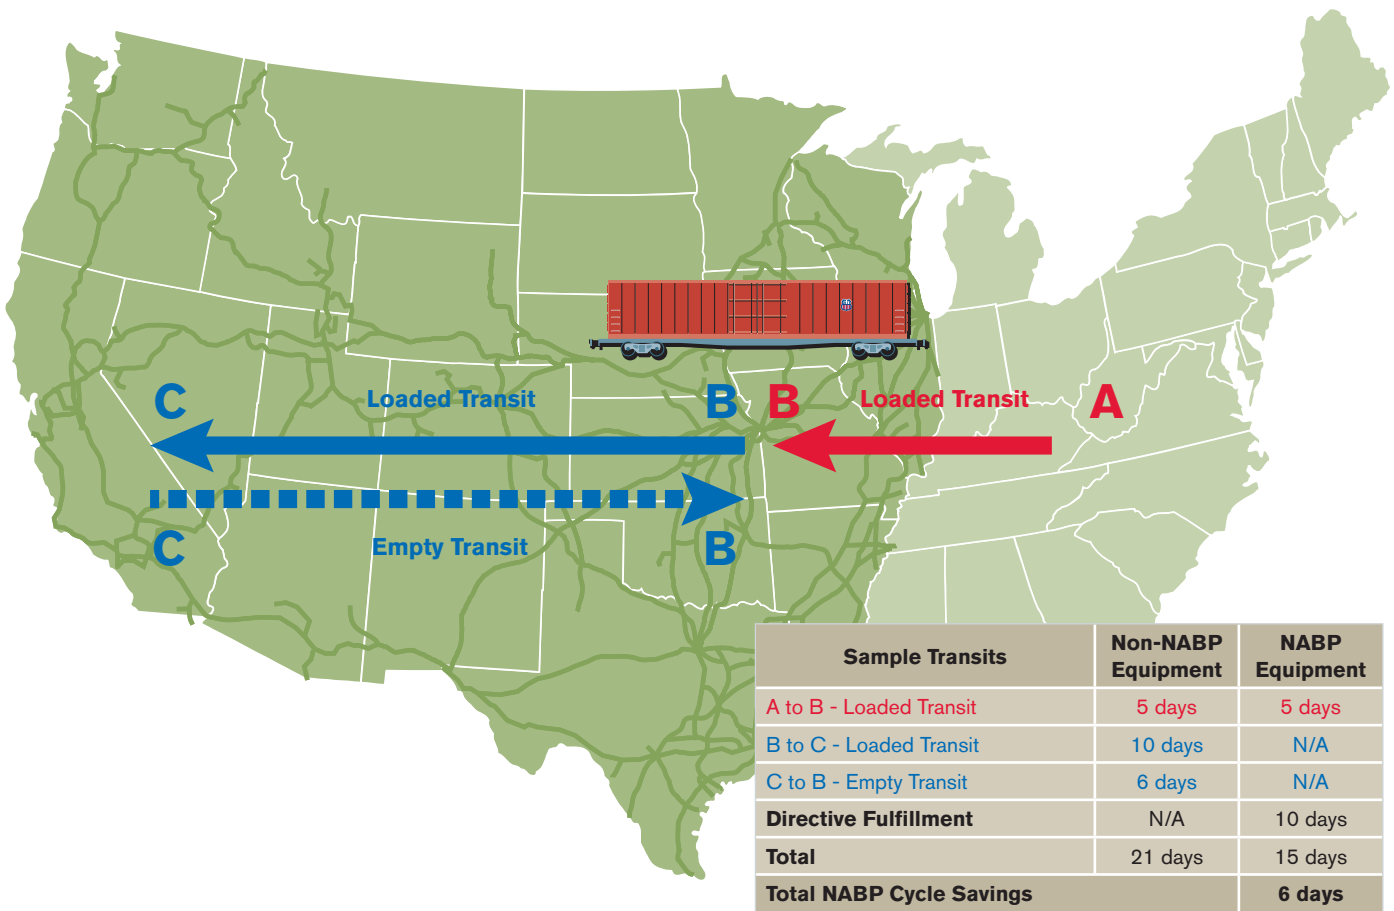 C
Loaded Transit
B
B
Loaded Transit
A
C
Empty Transit
B
Sample Transits
Non-NABP
Equipment
NABP
Equipment
A to B - Loaded Transit
5 days
5 days
B to C - Loaded Transit
10 days
N/A
C to B - Empty Transit
6 days
N/A
Directive Fulfillment
N/A
10 days
Total
21 days
15 days
Total NABP Cycle Savings
6 days